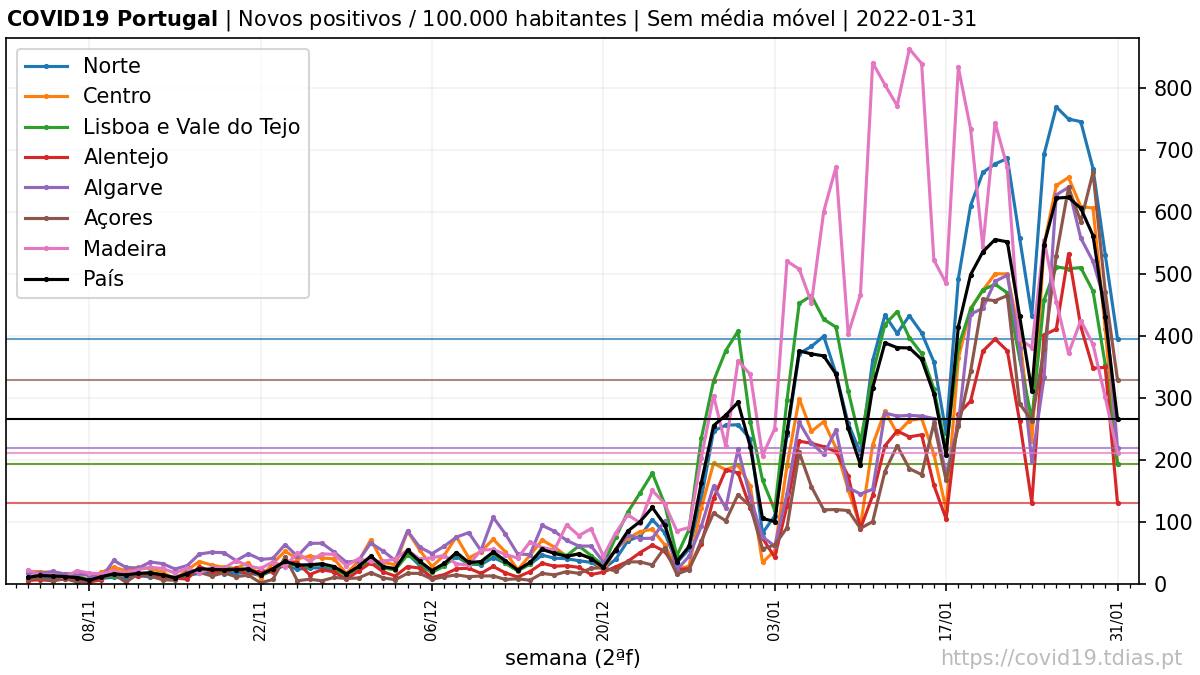 COVID19 Portugal | Novos positivos / 100.000 habitantes | Sem média móvel | 2022-01-31
Norte
Centro
Lisboa e Vale do Tejo
Alentejo
Algarve
Açores
Madeira
País
800
700
600
500
400
300
200
100
0
08/11
22/11
06/12
20/12
03/01
17/01
31/01
semana (2ªf)
https://covid19.tdias.pt